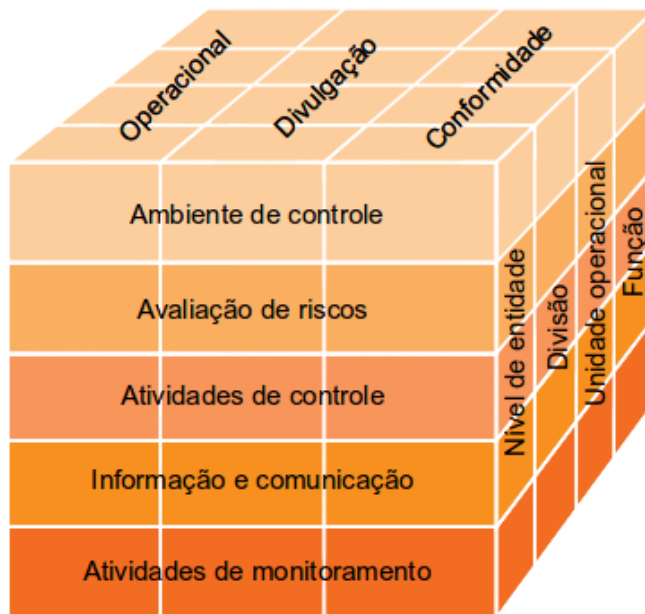 Operacional
Divulgação
Conformidade
Ambiente de controle
Avaliação de riscos
Atividades de controle
Informação e comunicação
Atividades de monitoramento
Nível de entidade
Divisão
Unidade operacional
Função